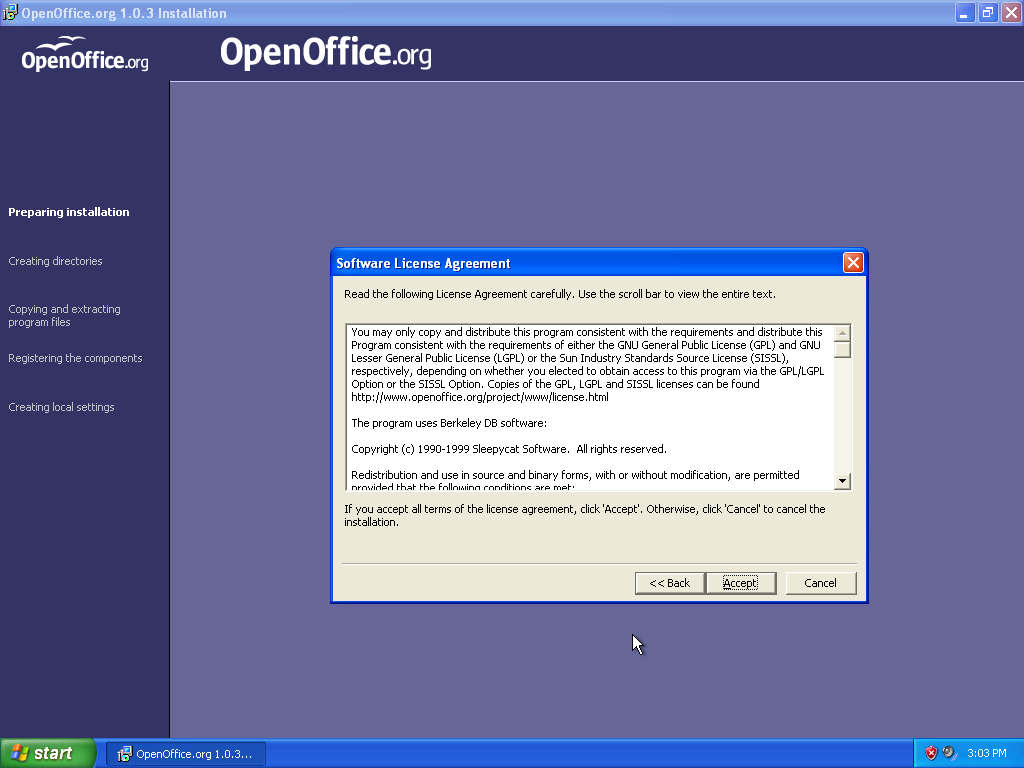 OpenOffice.org 1.0.3 Installation
OpenOffice.org
OpenOffice.org
Preparing installation
Creating directories
Copying and extracting
program files
Registering the components
Creating local settings
Software License Agreement
Read the following License Agreement carefully. Use the scroll bar to view the entire text.
You may only copy and distribute this program consistent with the requirements and distribute this
Program consistent with the requirements of either the GNU General Public License (GPL) and GNU
Lesser General Public License (LGPL) or the Sun Industry Standards Source License (SISSL),
respectively, depending on whether you elected to obtain access to this program via the GPL/LGPL
Option or the SISSL Option. Copies of the GPL, LGPL and SISSL licenses can be found
http://www.openoffice.org/project/www/license.html
The program uses Berkeley DB software:
Copyright (c) 1990-1999 Sleepycat Software.  All rights reserved.
Redistribution and use in source and binary forms, with or without modification, are permitted
provided that the following conditions are met:
If you accept all terms of the license agreement, click 'Accept'. Otherwise, click 'Cancel' to cancel the
installation.
<< Back
Accept
Cancel
start
OpenOffice.org 1.0.3...
3:03 PM